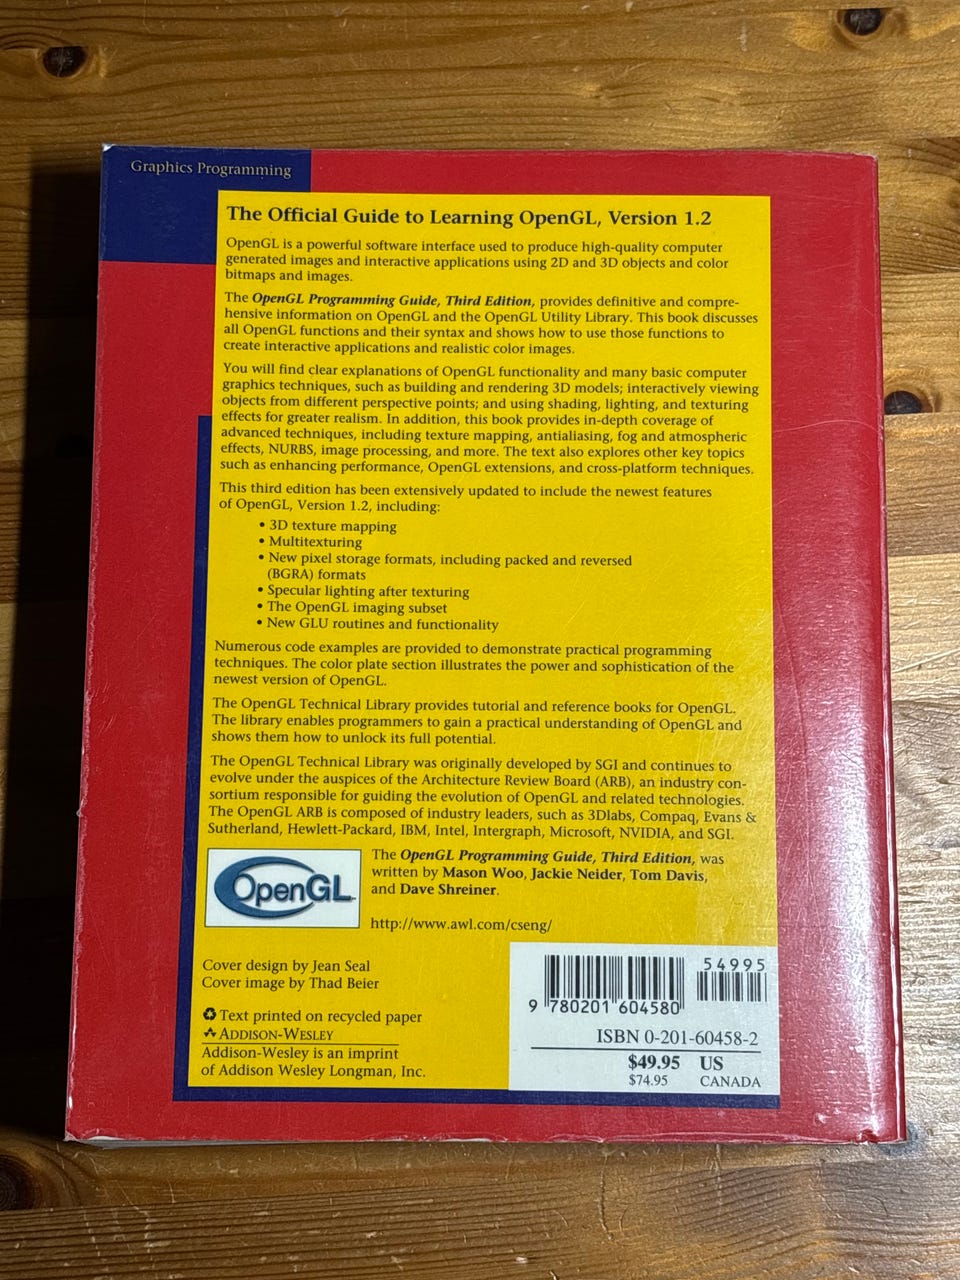 Graphics Programming
The Official Guide to Learning OpenGL, Version 1.2
OpenGL is a powerful software interface used to produce high-quality computer
generated images and interactive applications using 2D and 3D objects and color
bitmaps and images.
The OpenGL Programming Guide, Third Edition, provides definitive and compre-
hensive information on OpenGL and the OpenGL Utility Library. This book discusses
all OpenGL functions and their syntax and shows how to use those functions to
create interactive applications and realistic color images.
You will find clear explanations of OpenGL functionality and many basic computer
graphics techniques, such as building and rendering 3D models; interactively viewing
objects from different perspective points; and using shading, lighting, and texturing
effects for greater realism. In addition, this book provides in-depth coverage of
advanced techniques, including texture mapping, antialiasing, fog and atmospheric
effects, NURBS, image processing, and more. The text also explores other key topics
such as enhancing performance, OpenGL extensions, and cross-platform techniques.
This third edition has been extensively updated to include the newest features
of OpenGL, Version 1.2, including:
• 3D texture mapping
• Multitexturing
• New pixel storage formats, including packed and reversed
(BGRA) formats
• Specular lighting after texturing
• The OpenGL imaging subset
• New GLU routines and functionality
Numerous code examples are provided to demonstrate practical programming
techniques. The color plate section illustrates the power and sophistication of the
newest version of OpenGL.
The OpenGL Technical Library provides tutorial and reference books for OpenGL.
The library enables programmers to gain a practical understanding of OpenGL and
shows them how to unlock its full potential.
The OpenGL Technical Library was originally developed by SGI and continues to
evolve under the auspices of the Architecture Review Board (ARB), an industry con-
sortium responsible for guiding the evolution of OpenGL and related technologies.
The OpenGL ARB is composed of industry leaders, such as 3Dlabs, Compaq, Evans &
Sutherland, Hewlett-Packard, IBM, Intel, Intergraph, Microsoft, NVIDIA, and SGI.
OpenGL
The OpenGL Programming Guide, Third Edition, was
written by Mason Woo, Jackie Neider, Tom Davis,
and Dave Shreiner.
http://www.awl.com/cseng/
Cover design by Jean Seal
Cover image by Thad Beier
Text printed on recycled paper
ADDISON-WESLEY
Addison-Wesley is an imprint
of Addison Wesley Longman, Inc.
54995
9 780201 604580
ISBN 0-201-60458-2
$49.95 US
$74.95 CANADA